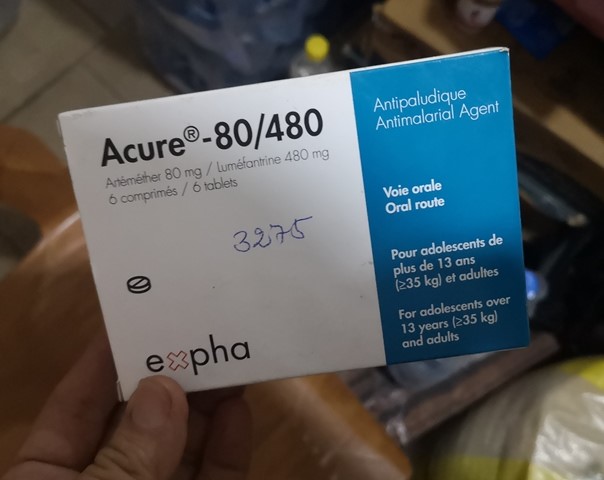 Acure®-80/480
Artéméther 80 mg / Luméfantrine 480 mg
6 comprimés / 6 tablets
3275
expha
Antipaludique
Antimalarial Agent
Voie orale
Oral route
Pour adolescents de
plus de 13 ans
(≥35 kg) et adultes
For adolescents over
13 years (≥35 kg)
and adults